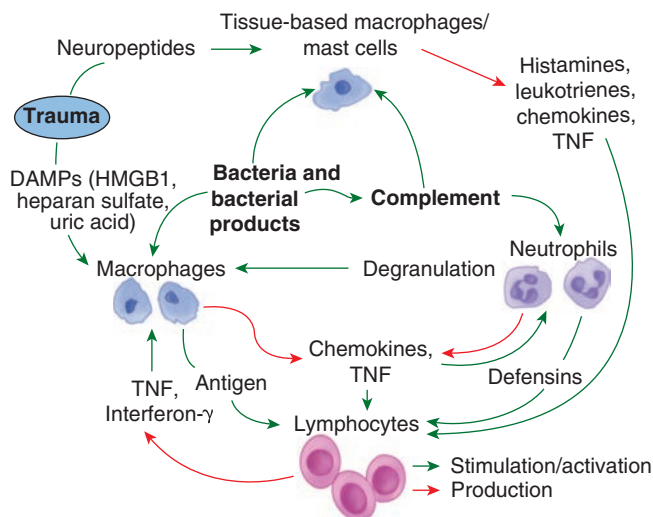 Tissue-based macrophages/
mast cells
Neuropeptides
Histamines,
leukotrienes,
chemokines,
TNF
Trauma
DAMPs (HMGB1,
heparan sulfate,
uric acid)
Bacteria and
bacterial
products
Complement
Neutrophils
Macrophages
Degranulation
Chemokines,
TNF
Defensins
TNF,
Interferon-γ
Antigen
Lymphocytes
Stimulation/activation
Production